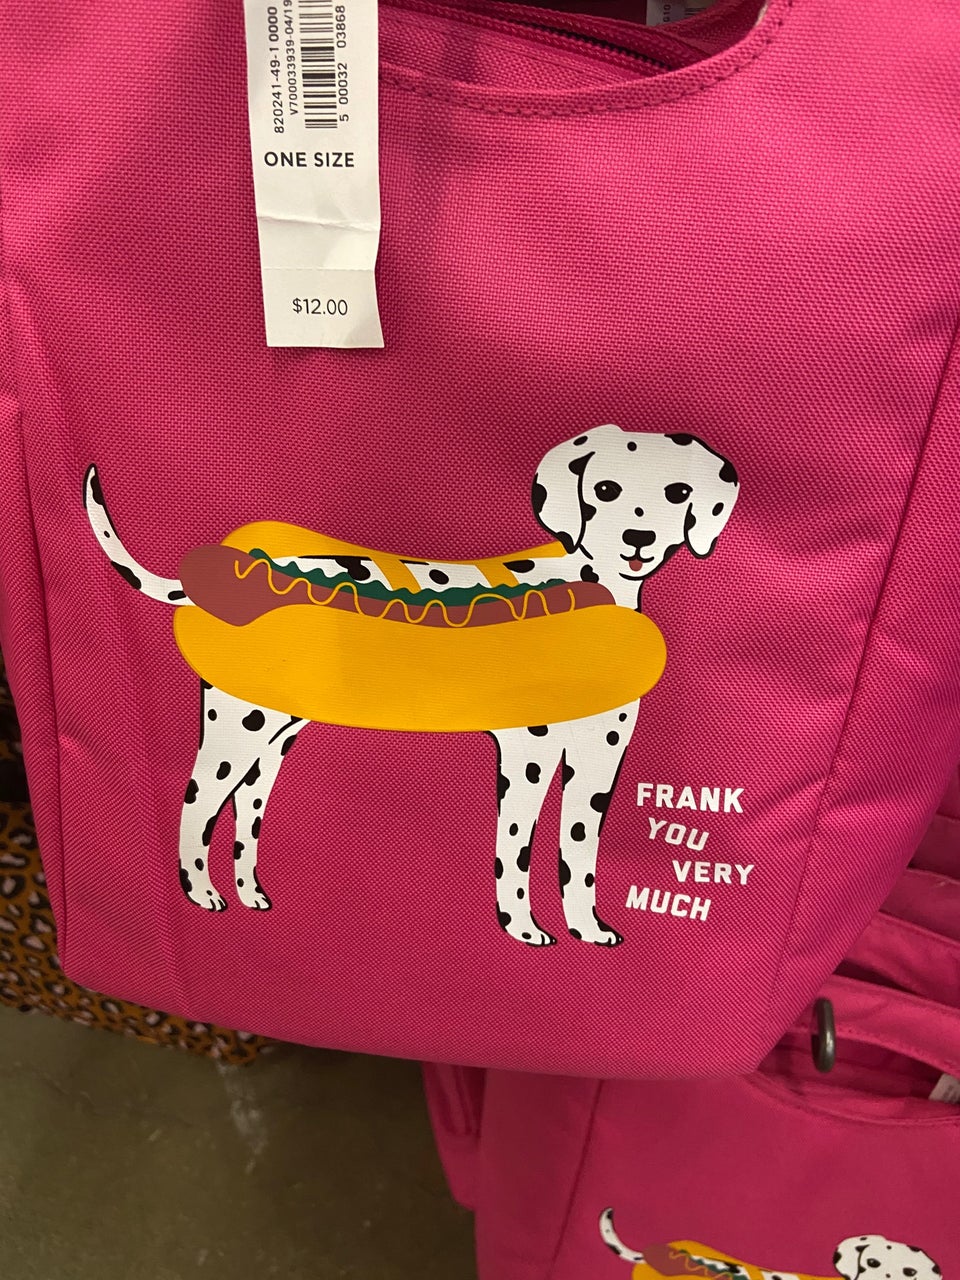 820241-49-1 0000
V700033939-04/19
5 00032 03868
ONE SIZE
$12.00
FRANK
YOU
VERY
MUCH